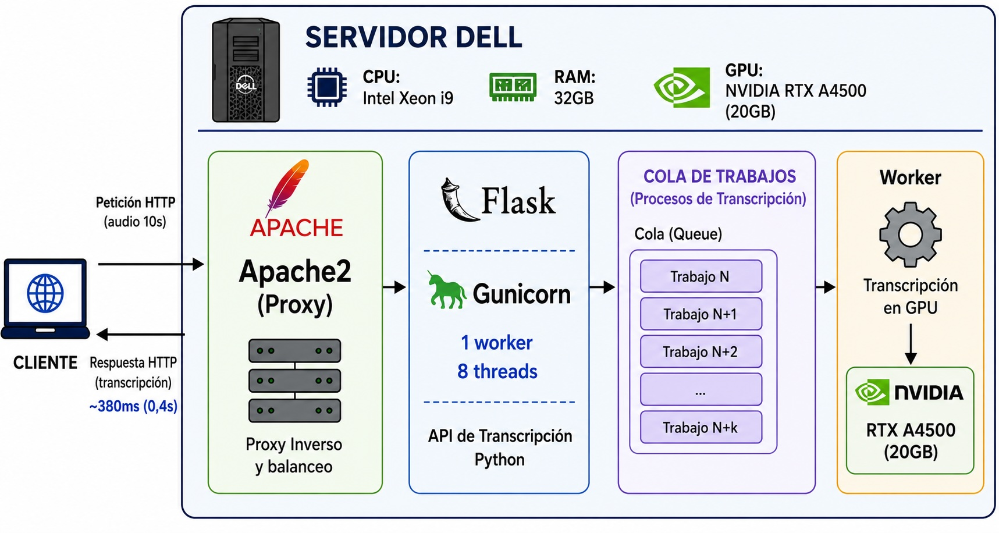 SERVIDOR DELL
DELL
CPU:
Intel Xeon i9
RAM:
32GB
GPU:
NVIDIA RTX A4500
(20GB)
Petición HTTP
(audio 10s)
CLIENTE
Respuesta HTTP
(transcripción)
~380ms (0,4s)
APACHE
Apache2
(Proxy)
Proxy Inverso
y balanceo
Flask
Gunicorn
1 worker
8 threads
API de Transcripción
Python
COLA DE TRABAJOS
(Procesos de Transcripción)
Cola (Queue)
Trabajo N
Trabajo N+1
Trabajo N+2
...
Trabajo N+k
Worker
Transcripción
en GPU
NVIDIA
RTX A4500
(20GB)